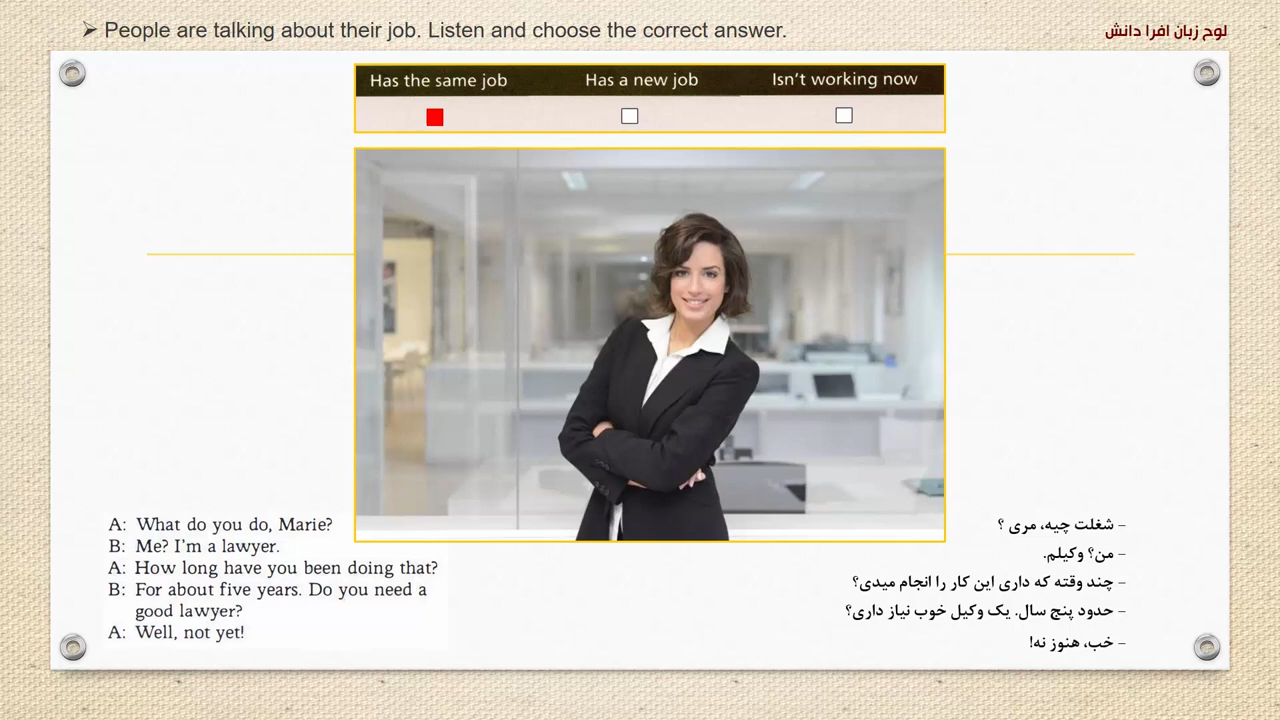 ➢ People are talking about their job. Listen and choose the correct answer.
لوح زبان افرا دانش
Has the same job
Has a new job
Isn't working now
A: What do you do, Marie?
B: Me? I'm a lawyer.
A: How long have you been doing that?
B: For about five years. Do you need a
good lawyer?
A: Well, not yet!
- شغلت چیه، مری ؟
- من؟ وکیلم.
- چند وقته که داری این کار را انجام میدی؟
- حدود پنج سال. یک وکیل خوب نیاز داری؟
- خب، هنوز نه!